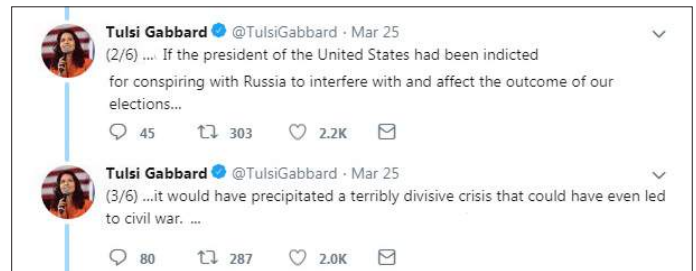 Tulsi Gabbard @TulsiGabbard · Mar 25
(2/6) .... If the president of the United States had been indicted
for conspiring with Russia to interfere with and affect the outcome of our
elections...
45 303 2.2K
Tulsi Gabbard @TulsiGabbard · Mar 25
(3/6) ...it would have precipitated a terribly divisive crisis that could have even led
to civil war. ...
80 287 2.0K